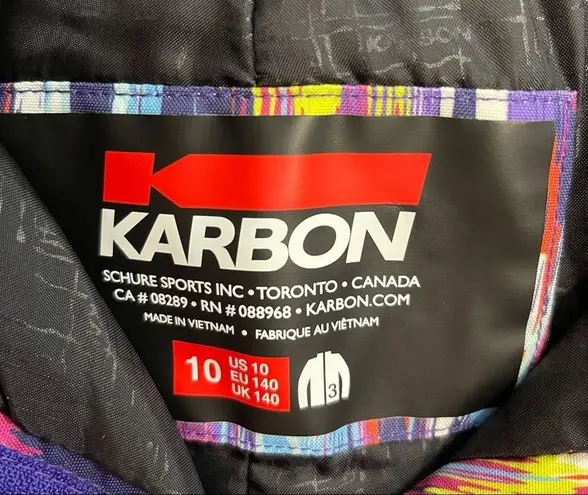 KARBON
KARBON
SCHURE SPORTS INC • TORONTO • CANADA
CA # 08289 • RN # 088968 • KARBON.COM
MADE IN VIETNAM • FABRIQUE AU VIÊTNAM
10
US 10
EU 140
UK 140
3